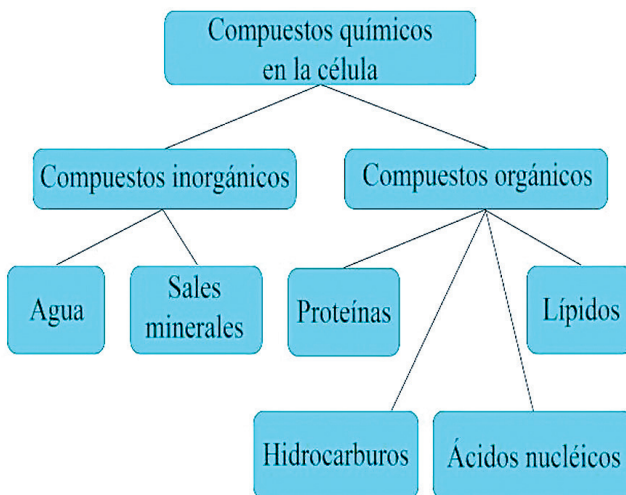 Compuestos químicos
en la célula
Compuestos inorgánicos
Compuestos orgánicos
Agua
Sales
minerales
Proteínas
Lípidos
Hidrocarburos
Ácidos nucléicos